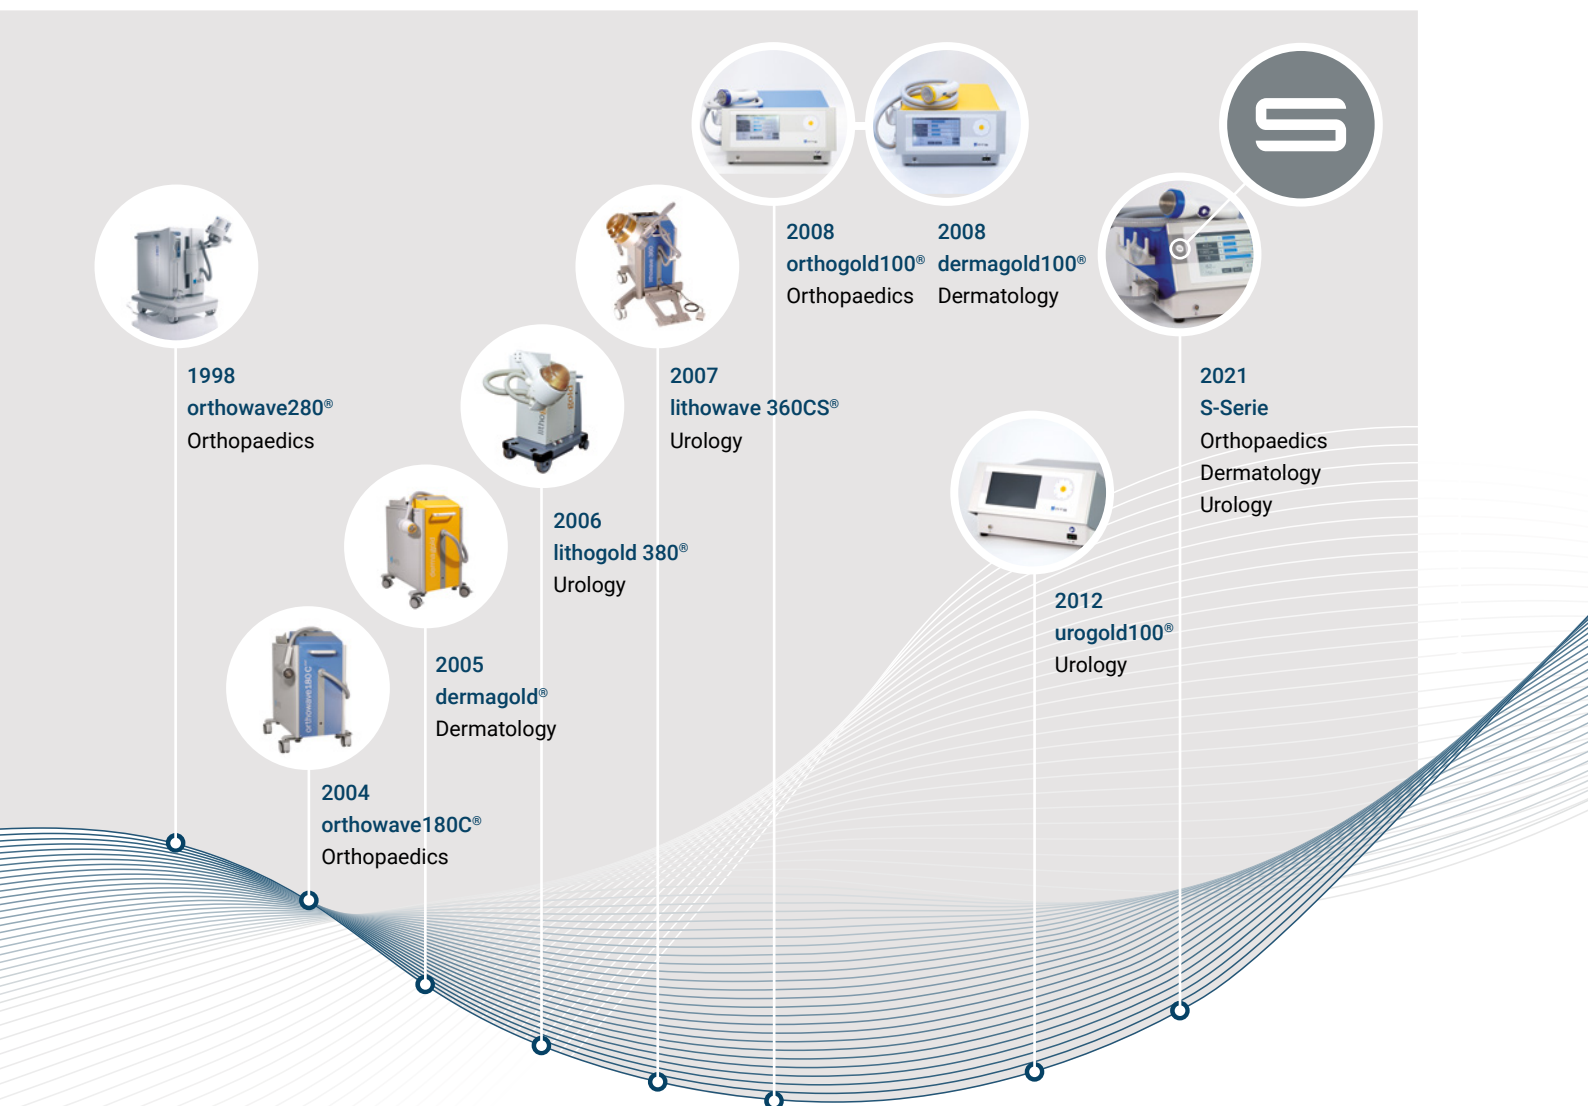 1998
orthowave280®
Orthopaedics
2004
orthowave180C®
Orthopaedics
orthowave180C
2005
dermagold®
Dermatology
2006
lithogold 380®
Urology
2007
lithowave 360CS®
Urology
2008
orthogold100®
Orthopaedics
2008
dermagold100®
Dermatology
2012
urogold100®
Urology
2021
S-Serie
Orthopaedics
Dermatology
Urology
S